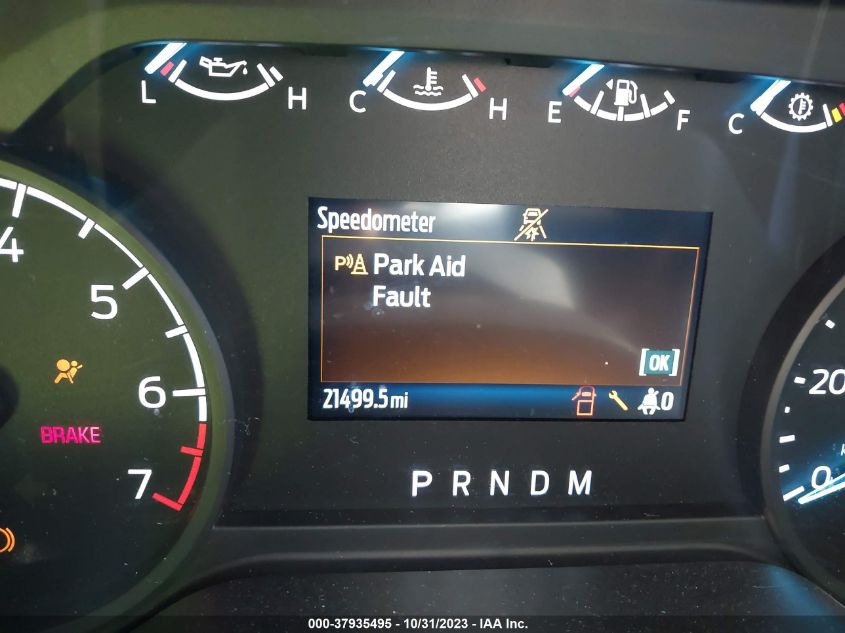 L H C H E F C
Speedometer
4
P Park Aid
Fault
5
OK
6
20
21499.5 mi
0
BRAKE
7
0
P R N D M
000-37935495 - 10/31/2023 - IAA Inc.